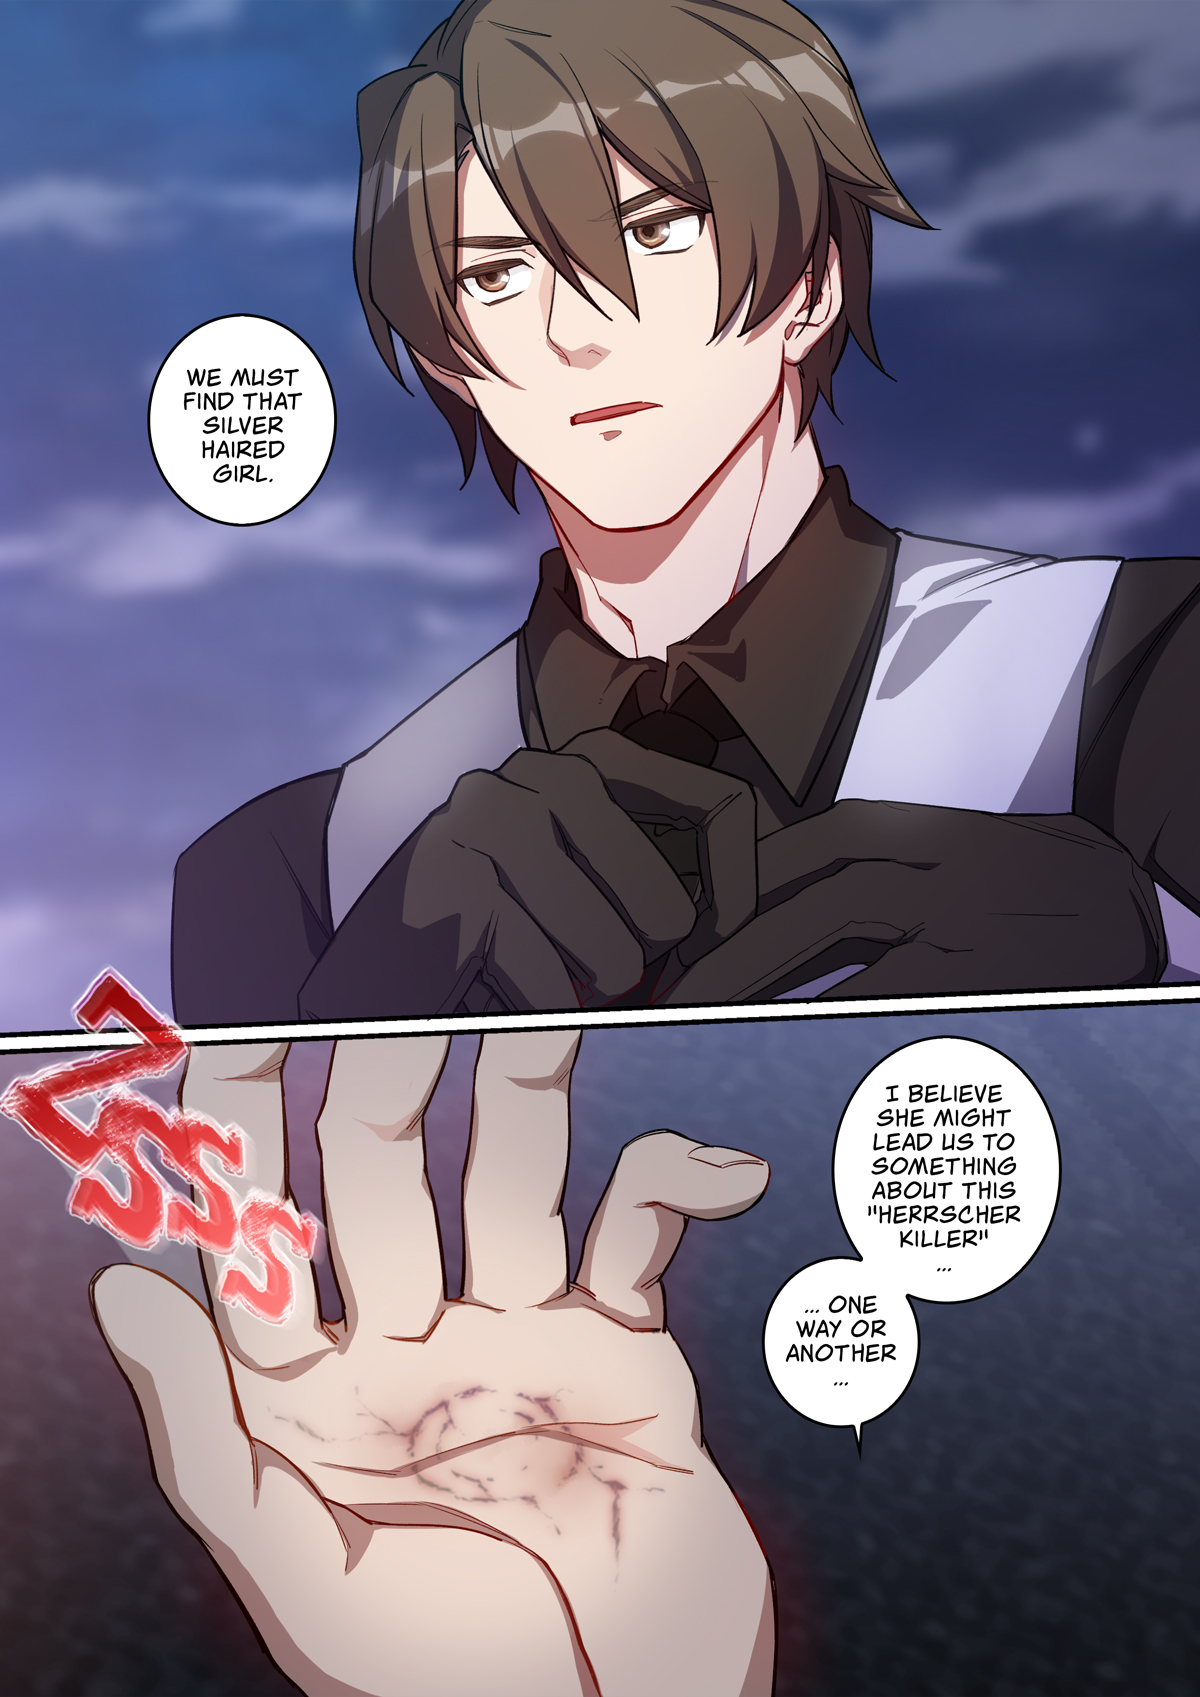 WE MUST
FIND THAT
SILVER
HAIRED
GIRL.
ZSSS
I BELIEVE
SHE MIGHT
LEAD US TO
SOMETHING
ABOUT THIS
"HERRSCHER
KILLER"
...
... ONE
WAY OR
ANOTHER
...